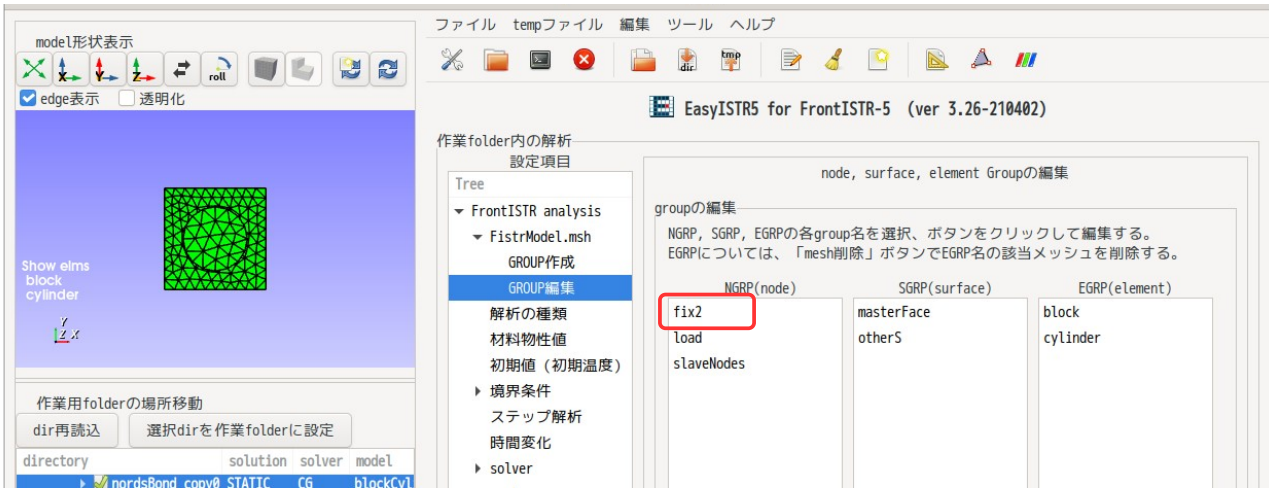 model形状表示
X
Y
Z
roll
edge表示
透明化
Show elms
block
cylinder
Y
Z X
作業用folderの場所移動
dir再読込
選択dirを作業folderに設定
directory solution solver model
nordsBond_copy0 STATIC CG blockCyl
ファイル tempファイル 編集 ツール ヘルプ
dir
tmp
EasyISTR5 for FrontISTR-5 (ver 3.26-210402)
作業folder内の解析
設定項目
Tree
FrontISTR analysis
FistrModel.msh
GROUP作成
GROUP編集
解析の種類
材料物性値
初期値（初期温度）
境界条件
ステップ解析
時間変化
solver
node, surface, element Groupの編集
groupの編集
NGRP, SGRP, EGRPの各group名を選択、ボタンをクリックして編集する。
EGRPについては、「mesh削除」ボタンでEGRP名の該当メッシュを削除する。
NGRP(node)
fix2
load
slaveNodes
SGRP(surface)
masterFace
otherS
EGRP(element)
block
cylinder